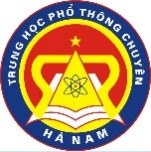 TRUNG HỌC PHỔ THÔNG CHUYÊN
HÀ NAM